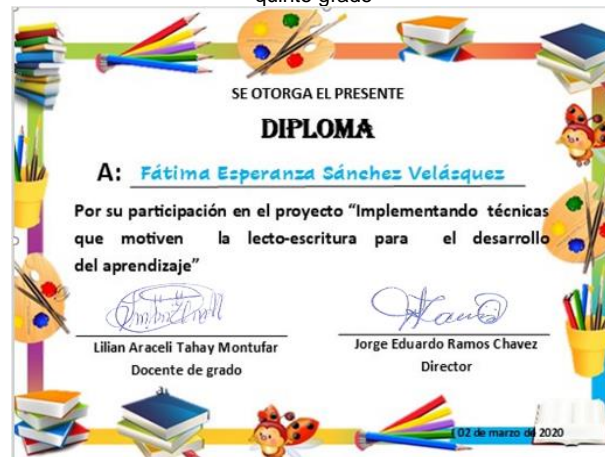 quinto grado
SE OTORGA EL PRESENTE
DIPLOMA
A: Fátima Esperanza Sánchez Velásquez
Por su participación en el proyecto "Implementando técnicas
que motiven la lecto-escritura para el desarrollo
del aprendizaje"
Lilian Araceli Tahay Montufar
Docente de grado
Jorge Eduardo Ramos Chavez
Director
02 de marzo de 2020